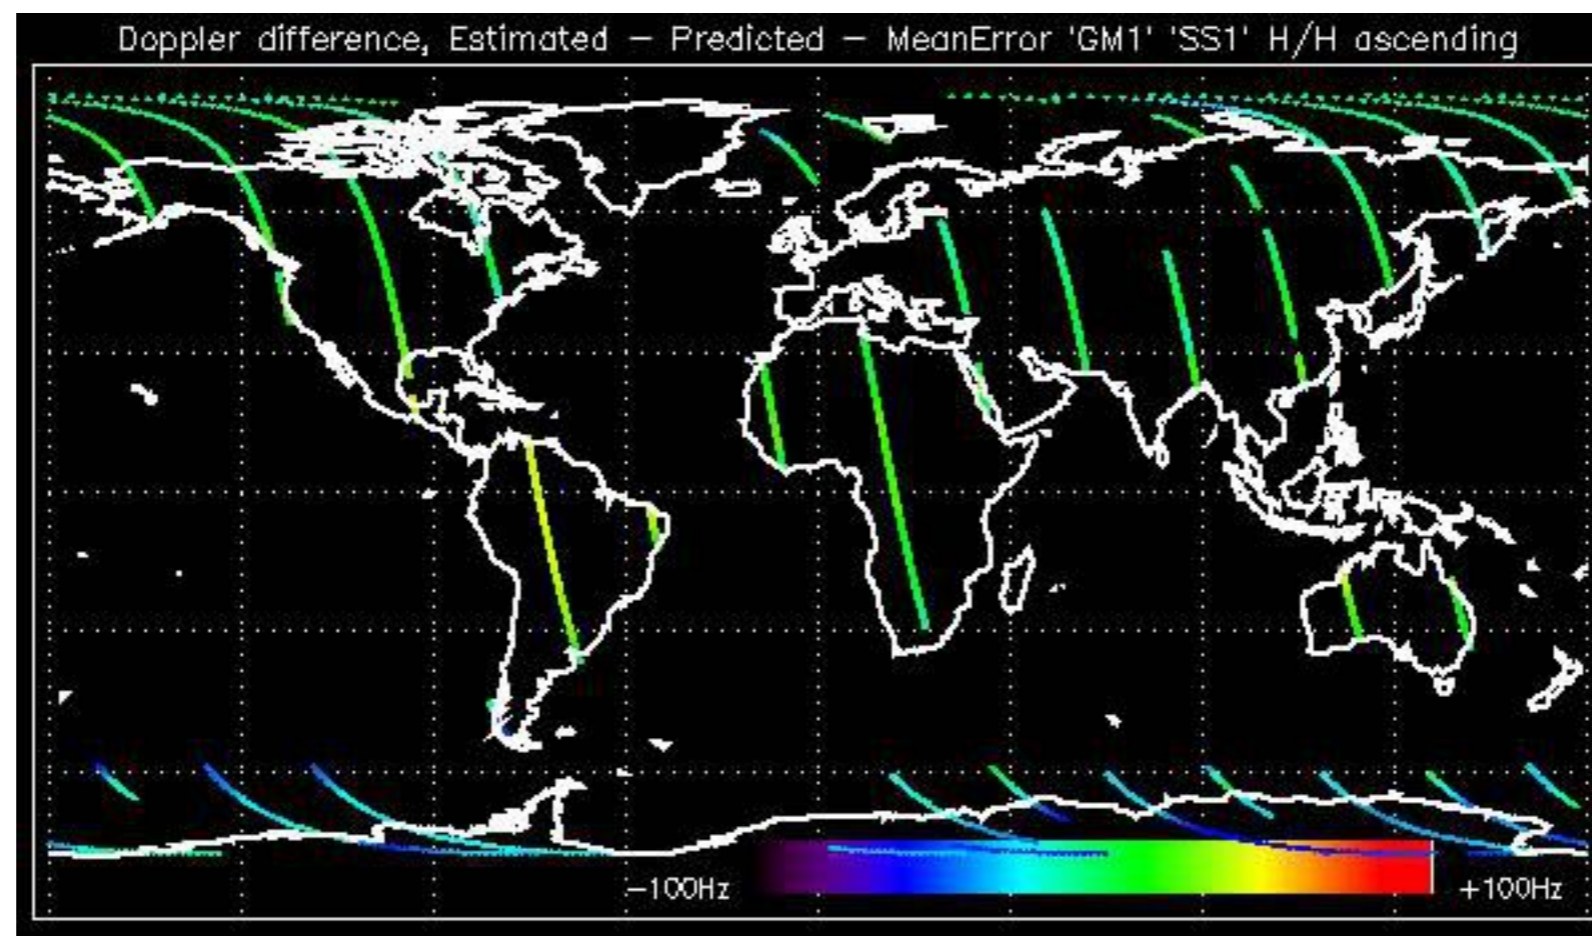 Doppler difference, Estimated − Predicted − MeanError 'GM1' 'SS1' H/H ascending
−100Hz +100Hz